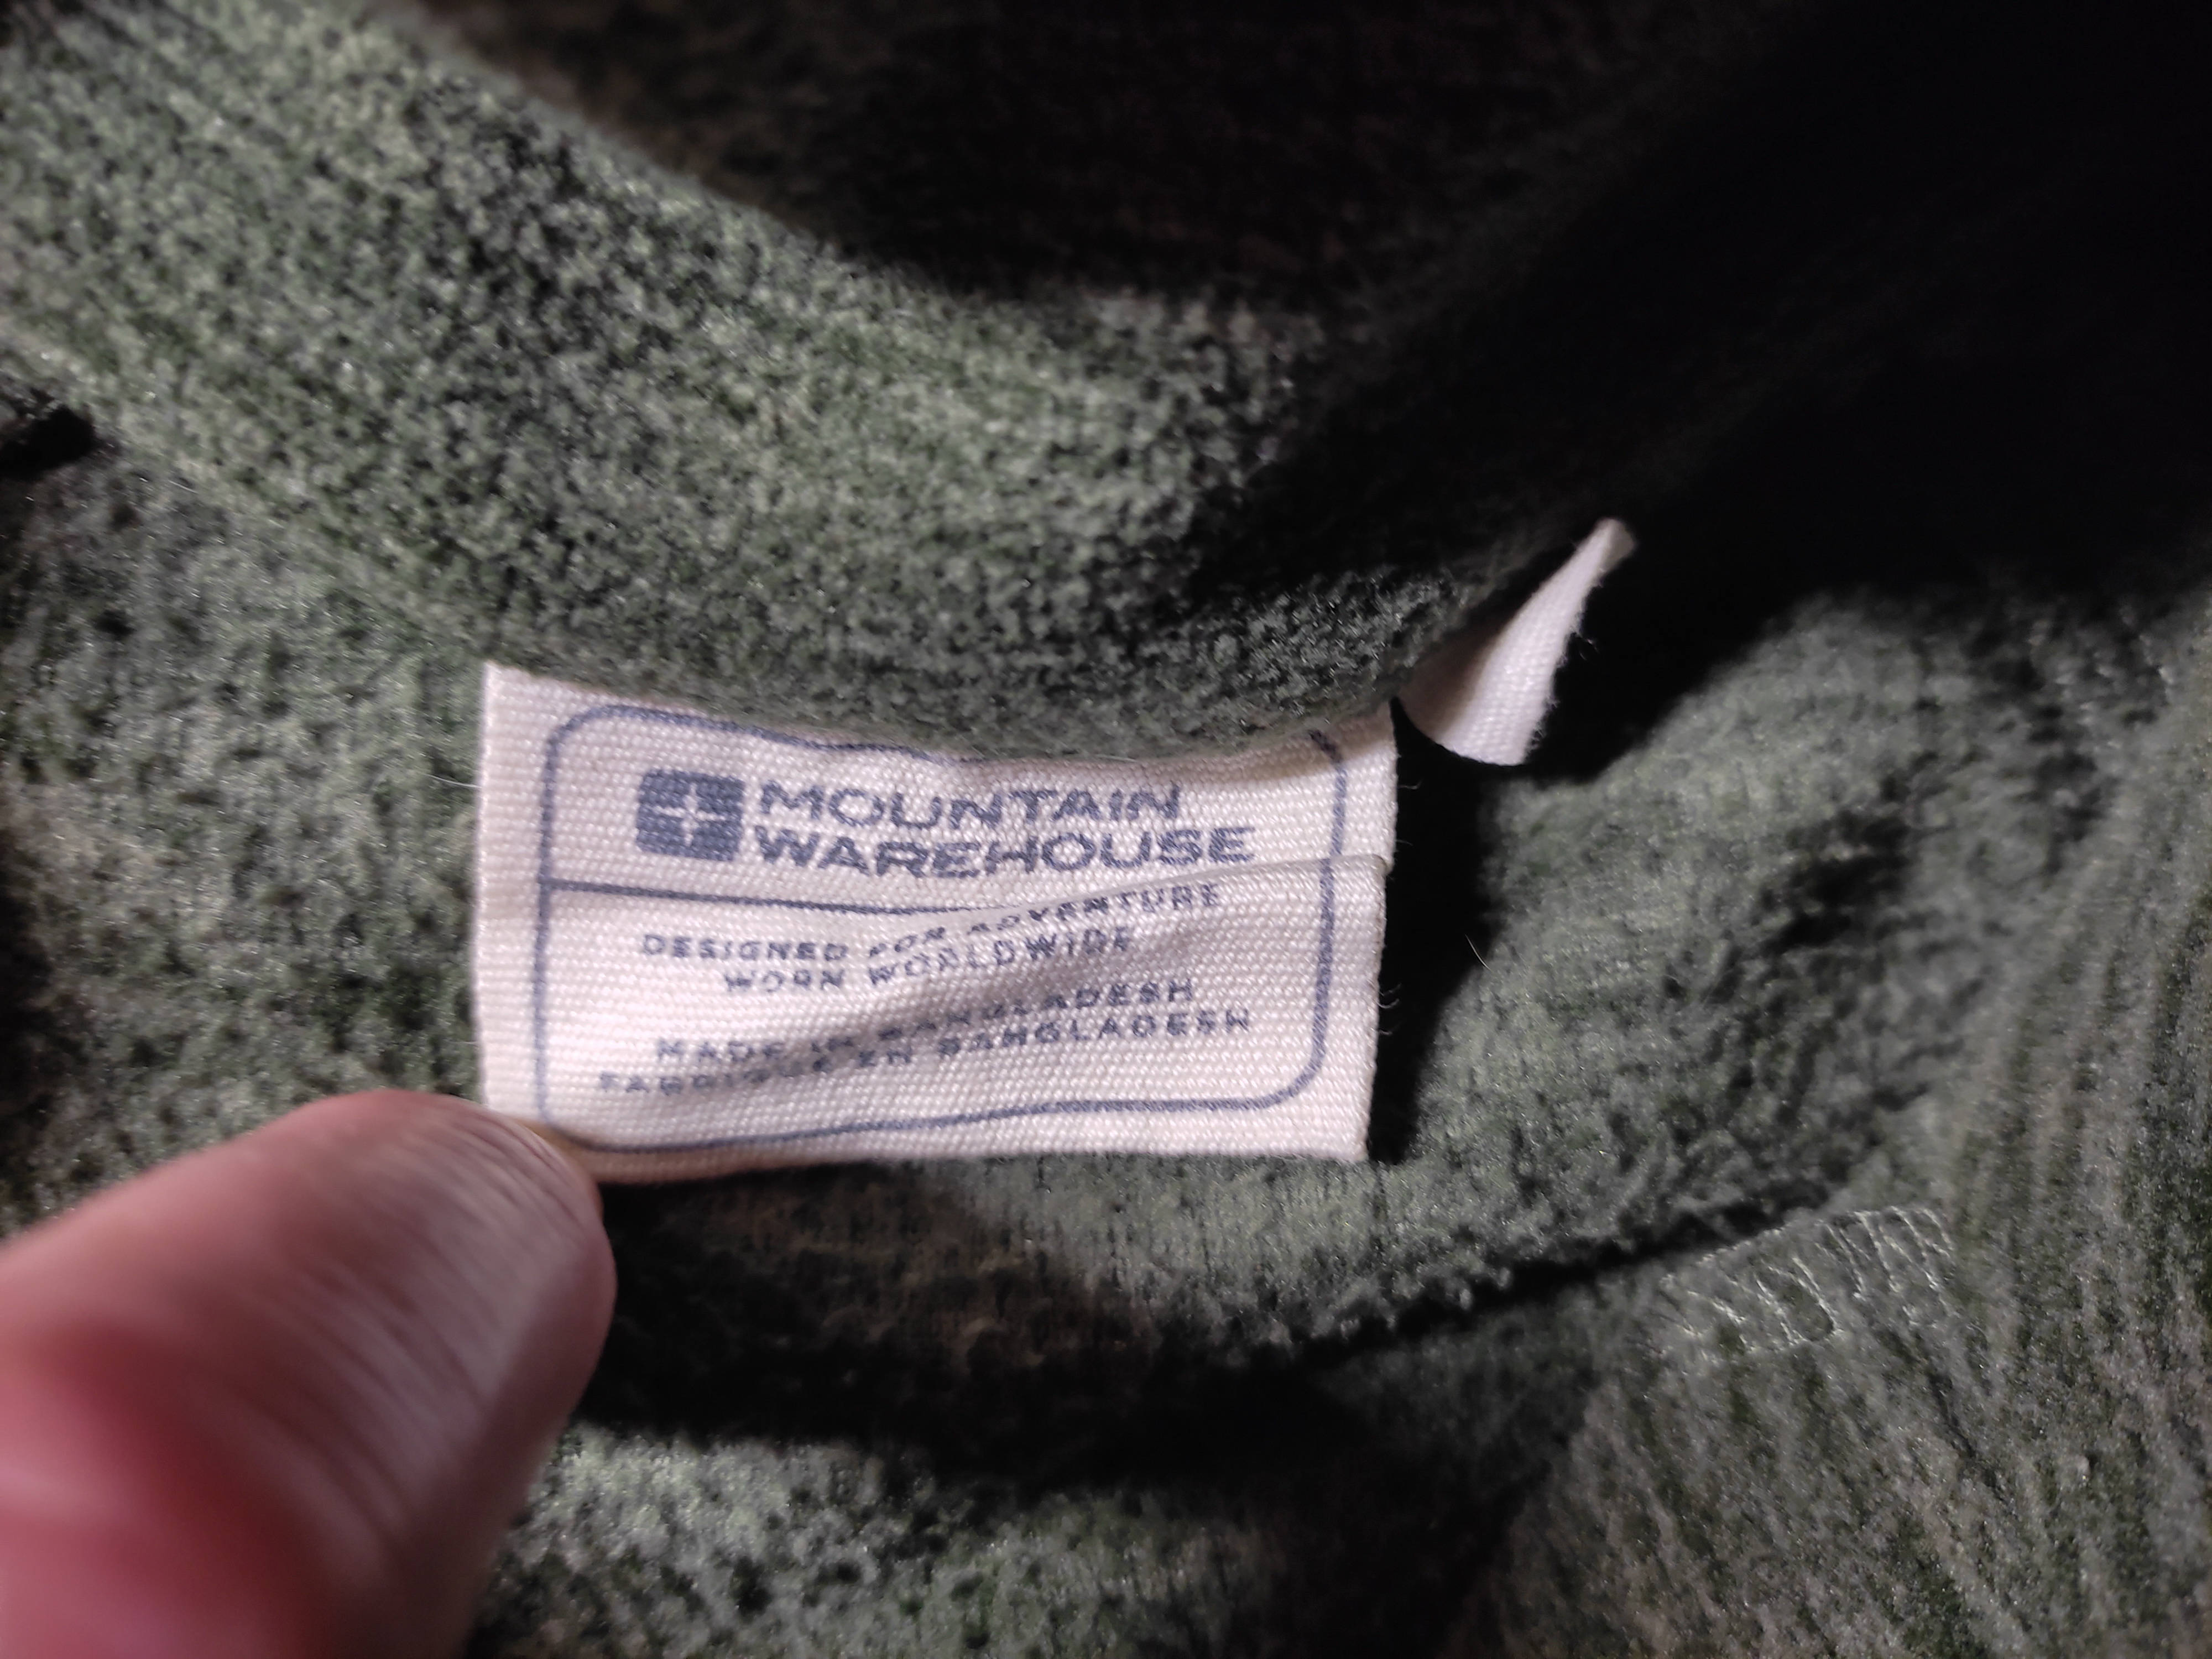 MOUNTAIN
WAREHOUSE
DESIGNED FOR ADVENTURE
WORN WORLDWIDE
MADE IN BANGLADESH
FABRIQUÉ EN BANGLADESH